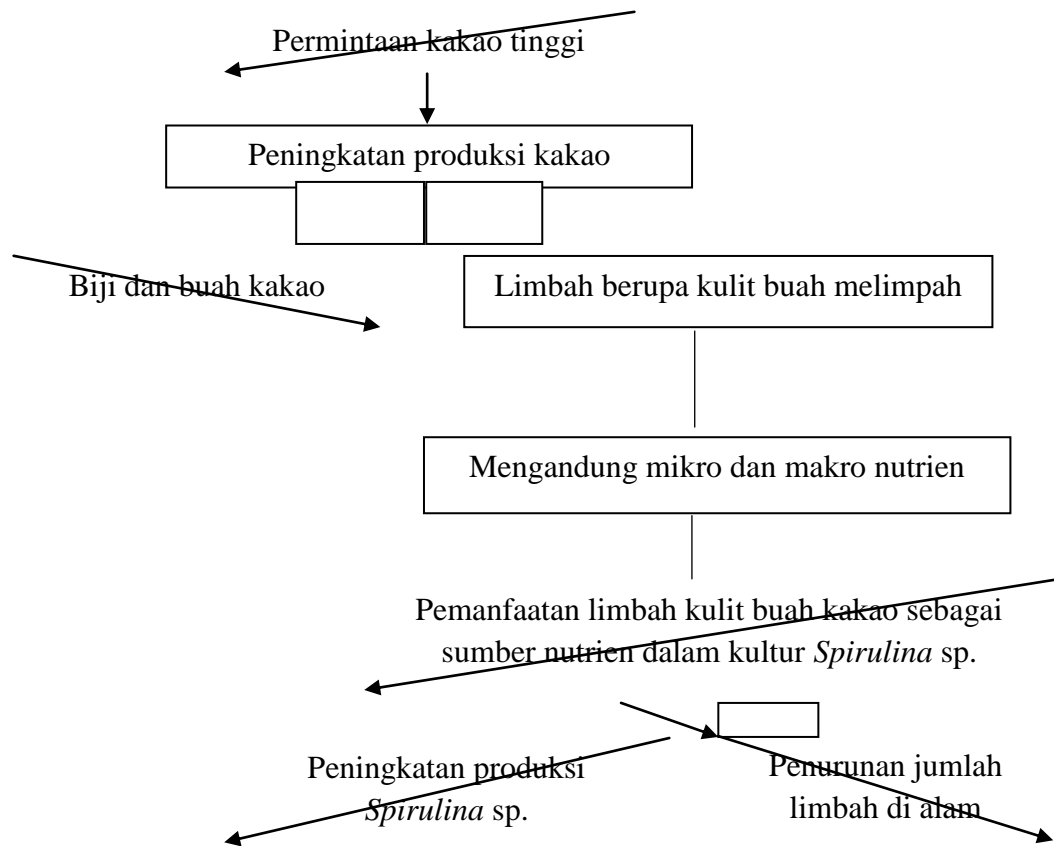 Permintaan kakao tinggi
Peningkatan produksi kakao
Biji dan buah kakao
Limbah berupa kulit buah melimpah
Mengandung mikro dan makro nutrien
Pemanfaatan limbah kulit buah kakao sebagai
sumber nutrien dalam kultur Spirulina sp.
Peningkatan produksi
Spirulina sp.
Penurunan jumlah
limbah di alam